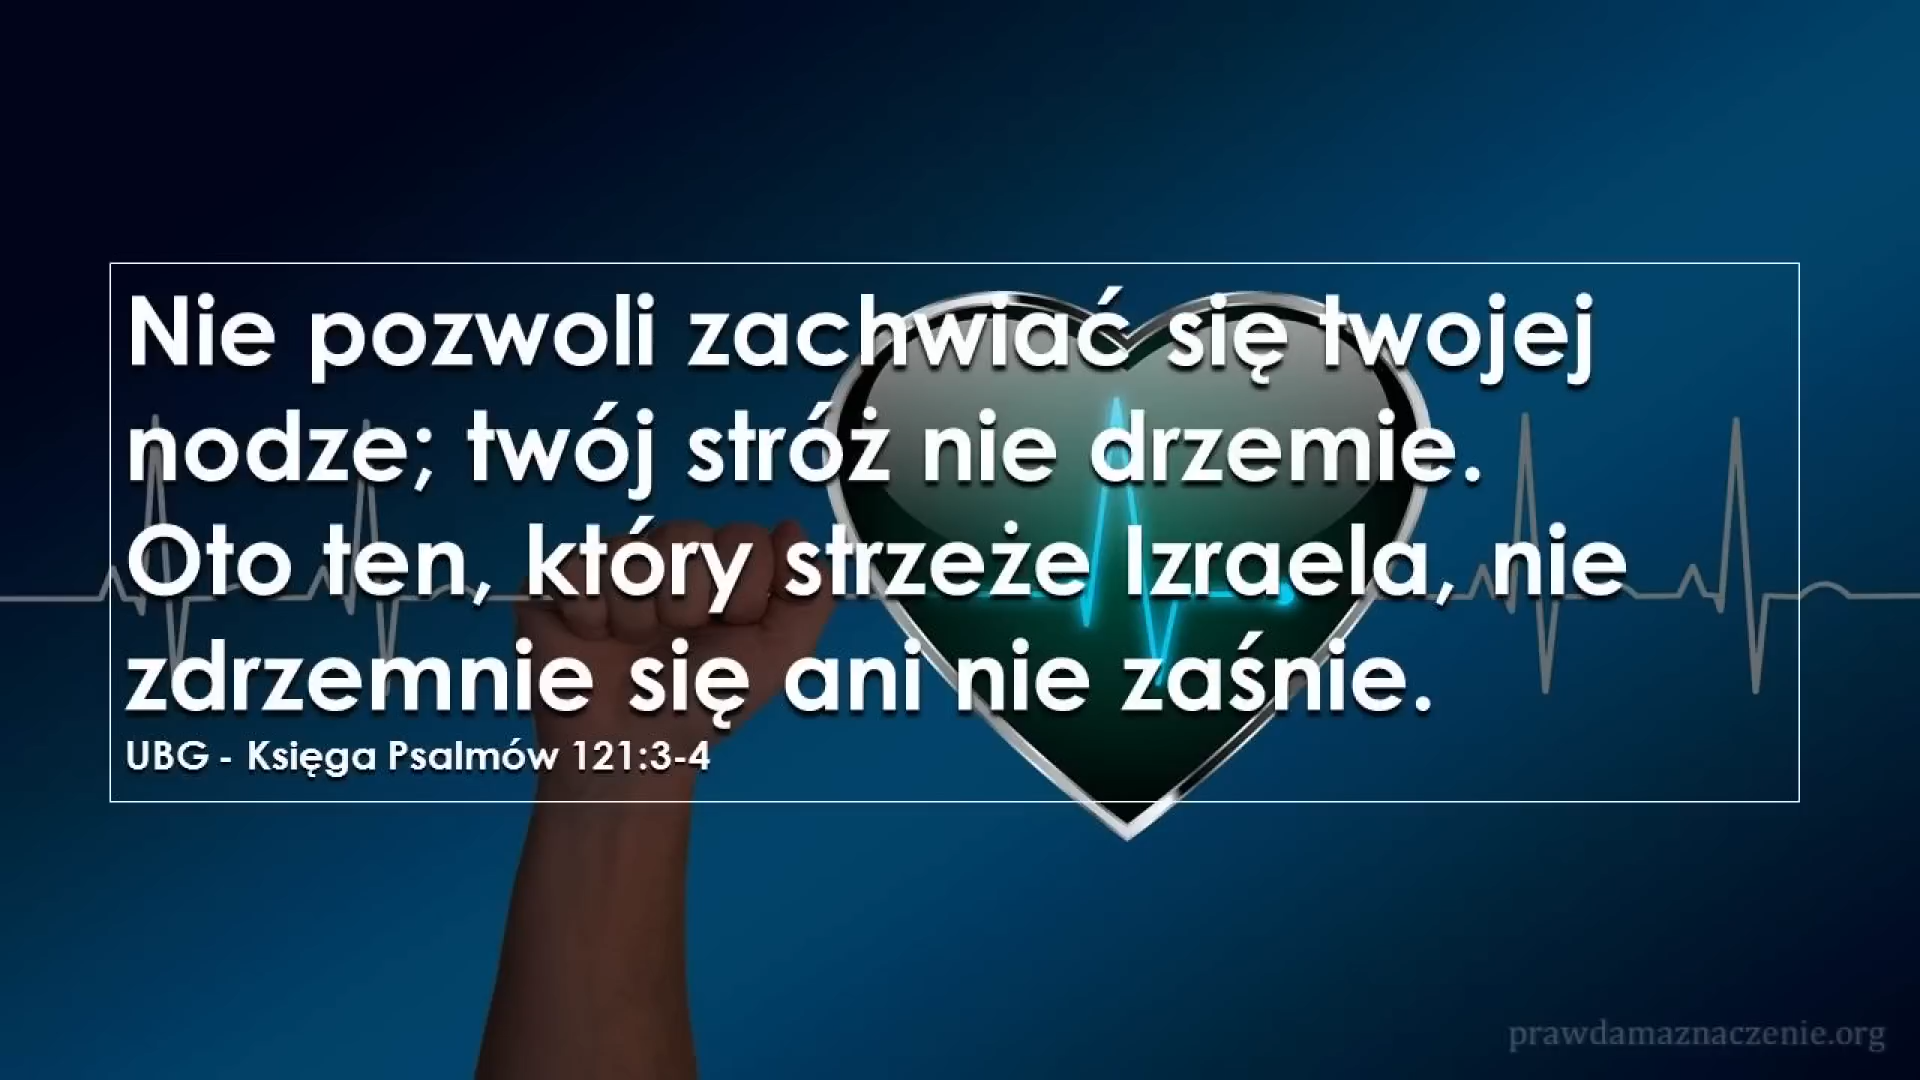 Nie pozwoli zachwiać się twojej
nodze; twój stróż nie drzemie.
Oto ten, który strzeże Izraela, nie
zdrzemnie się ani nie zaśnie.
UBG - Księga Psalmów 121:3-4
prawdamaznaczenie.org